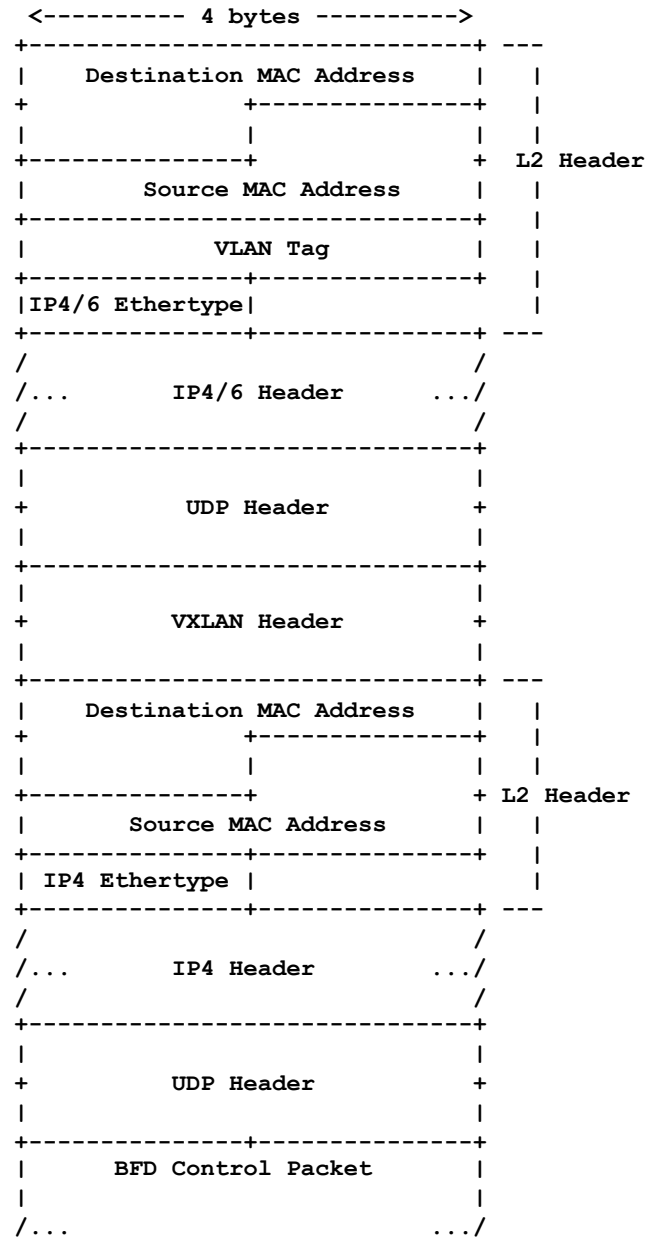 <---------- 4 bytes ---------->
+-------------------------------+ ---
|    Destination MAC Address    |   |
+               +---------------+   |
|               |               |   |
+---------------+               +  L2 Header
|        Source MAC Address     |   |
+-------------------------------+   |
|             VLAN Tag          |   |
+---------------+---------------+   |
|IP4/6 Ethertype|                   |
+---------------+---------------+ ---
/                               /
/...       IP4/6 Header      .../
/                               /
+-------------------------------+
|                               |
+           UDP Header          +
|                               |
+-------------------------------+
|                               |
+          VXLAN Header         +
|                               |
+-------------------------------+ ---
|    Destination MAC Address    |   |
+               +---------------+   |
|               |               |   |
+---------------+               + L2 Header
|       Source MAC Address      |   |
+---------------+---------------+   |
| IP4 Ethertype |                   |
+---------------+---------------+ ---
/                               /
/...       IP4 Header        .../
/                               /
+-------------------------------+
|                               |
+          UDP Header           +
|                               |
+---------------+---------------+
|      BFD Control Packet       |
|                               |
/...                         .../